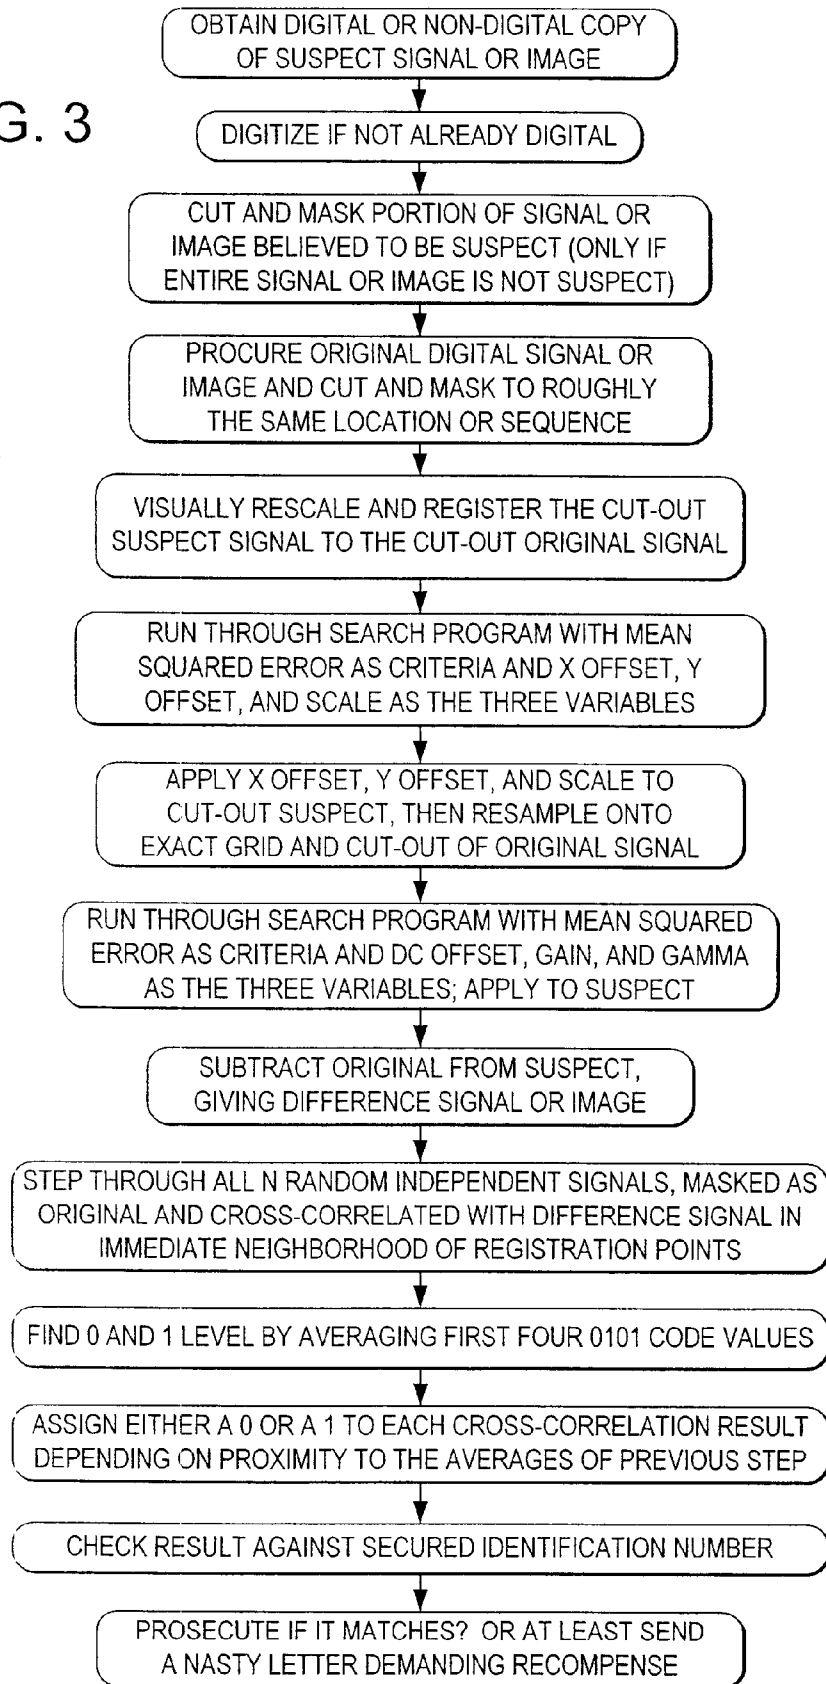 OBTAIN DIGITAL OR NON-DIGITAL COPY
OF SUSPECT SIGNAL OR IMAGE
G. 3
DIGITIZE IF NOT ALREADY DIGITAL
CUT AND MASK PORTION OF SIGNAL OR
IMAGE BELIEVED TO BE SUSPECT (ONLY IF
ENTIRE SIGNAL OR IMAGE IS NOT SUSPECT)
PROCURE ORIGINAL DIGITAL SIGNAL OR
IMAGE AND CUT AND MASK TO ROUGHLY
THE SAME LOCATION OR SEQUENCE
VISUALLY RESCALE AND REGISTER THE CUT-OUT
SUSPECT SIGNAL TO THE CUT-OUT ORIGINAL SIGNAL
RUN THROUGH SEARCH PROGRAM WITH MEAN
SQUARED ERROR AS CRITERIA AND X OFFSET, Y
OFFSET, AND SCALE AS THE THREE VARIABLES
APPLY X OFFSET, Y OFFSET, AND SCALE TO
CUT-OUT SUSPECT, THEN RESAMPLE ONTO
EXACT GRID AND CUT-OUT OF ORIGINAL SIGNAL
RUN THROUGH SEARCH PROGRAM WITH MEAN SQUARED
ERROR AS CRITERIA AND DC OFFSET, GAIN, AND GAMMA
AS THE THREE VARIABLES; APPLY TO SUSPECT
SUBTRACT ORIGINAL FROM SUSPECT,
GIVING DIFFERENCE SIGNAL OR IMAGE
STEP THROUGH ALL N RANDOM INDEPENDENT SIGNALS, MASKED AS
ORIGINAL AND CROSS-CORRELATED WITH DIFFERENCE SIGNAL IN
IMMEDIATE NEIGHBORHOOD OF REGISTRATION POINTS
FIND 0 AND 1 LEVEL BY AVERAGING FIRST FOUR 0101 CODE VALUES
ASSIGN EITHER A 0 OR A 1 TO EACH CROSS-CORRELATION RESULT
DEPENDING ON PROXIMITY TO THE AVERAGES OF PREVIOUS STEP
CHECK RESULT AGAINST SECURED IDENTIFICATION NUMBER
PROSECUTE IF IT MATCHES? OR AT LEAST SEND
A NASTY LETTER DEMANDING RECOMPENSE